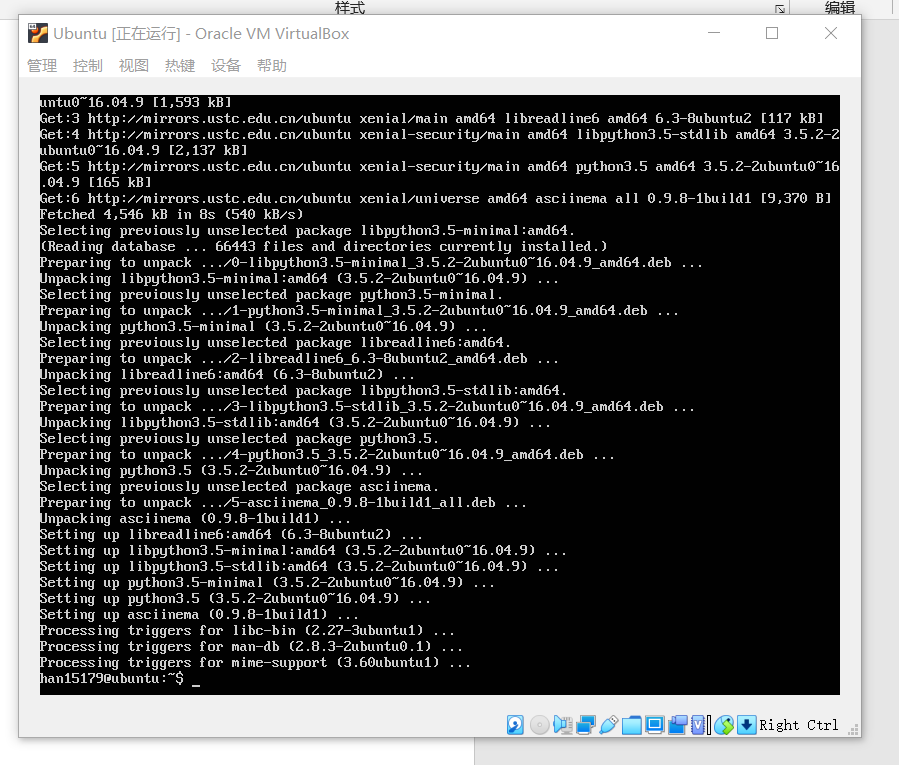 样式
编辑
Ubuntu [正在运行] - Oracle VM VirtualBox
管理 控制 视图 热键 设备 帮助
untu0~16.04.9 [1,593 kB]
Get:3 http://mirrors.ustc.edu.cn/ubuntu xenial/main amd64 libreadline6 amd64 6.3-8ubuntu2 [117 kB]
Get:4 http://mirrors.ustc.edu.cn/ubuntu xenial-security/main amd64 libpython3.5-stdlib amd64 3.5.2-2
ubuntu0~16.04.9 [2,137 kB]
Get:5 http://mirrors.ustc.edu.cn/ubuntu xenial-security/main amd64 python3.5 amd64 3.5.2-2ubuntu0~16
.04.9 [165 kB]
Get:6 http://mirrors.ustc.edu.cn/ubuntu xenial/universe amd64 asciinema all 0.9.8-1build1 [9,370 B]
Fetched 4,546 kB in 8s (540 kB/s)
Selecting previously unselected package libpython3.5-minimal:amd64.
(Reading database ... 66443 files and directories currently installed.)
Preparing to unpack .../0-libpython3.5-minimal_3.5.2-2ubuntu0~16.04.9_amd64.deb ...
Unpacking libpython3.5-minimal:amd64 (3.5.2-2ubuntu0~16.04.9) ...
Selecting previously unselected package python3.5-minimal.
Preparing to unpack .../1-python3.5-minimal_3.5.2-2ubuntu0~16.04.9_amd64.deb ...
Unpacking python3.5-minimal (3.5.2-2ubuntu0~16.04.9) ...
Selecting previously unselected package libreadline6:amd64.
Preparing to unpack .../2-libreadline6_6.3-8ubuntu2_amd64.deb ...
Unpacking libreadline6:amd64 (6.3-8ubuntu2) ...
Selecting previously unselected package libpython3.5-stdlib:amd64.
Preparing to unpack .../3-libpython3.5-stdlib_3.5.2-2ubuntu0~16.04.9_amd64.deb ...
Unpacking libpython3.5-stdlib:amd64 (3.5.2-2ubuntu0~16.04.9) ...
Selecting previously unselected package python3.5.
Preparing to unpack .../4-python3.5_3.5.2-2ubuntu0~16.04.9_amd64.deb ...
Unpacking python3.5 (3.5.2-2ubuntu0~16.04.9) ...
Selecting previously unselected package asciinema.
Preparing to unpack .../5-asciinema_0.9.8-1build1_all.deb ...
Unpacking asciinema (0.9.8-1build1) ...
Setting up libreadline6:amd64 (6.3-8ubuntu2) ...
Setting up libpython3.5-minimal:amd64 (3.5.2-2ubuntu0~16.04.9) ...
Setting up libpython3.5-stdlib:amd64 (3.5.2-2ubuntu0~16.04.9) ...
Setting up python3.5-minimal (3.5.2-2ubuntu0~16.04.9) ...
Setting up python3.5 (3.5.2-2ubuntu0~16.04.9) ...
Setting up asciinema (0.9.8-1build1) ...
Processing triggers for libc-bin (2.27-3ubuntu1) ...
Processing triggers for man-db (2.8.3-2ubuntu0.1) ...
Processing triggers for mime-support (3.60ubuntu1) ...
han15179@ubuntu:~$ _
Right Ctrl